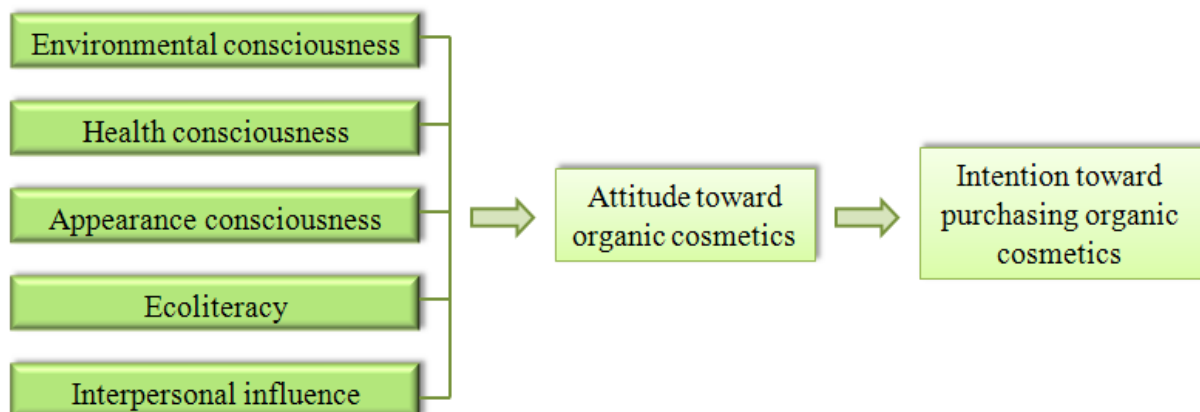 Environmental consciousness
Health consciousness
Appearance consciousness
Ecoliteracy
Interpersonal influence
Attitude toward
organic cosmetics
Intention toward
purchasing organic
cosmetics